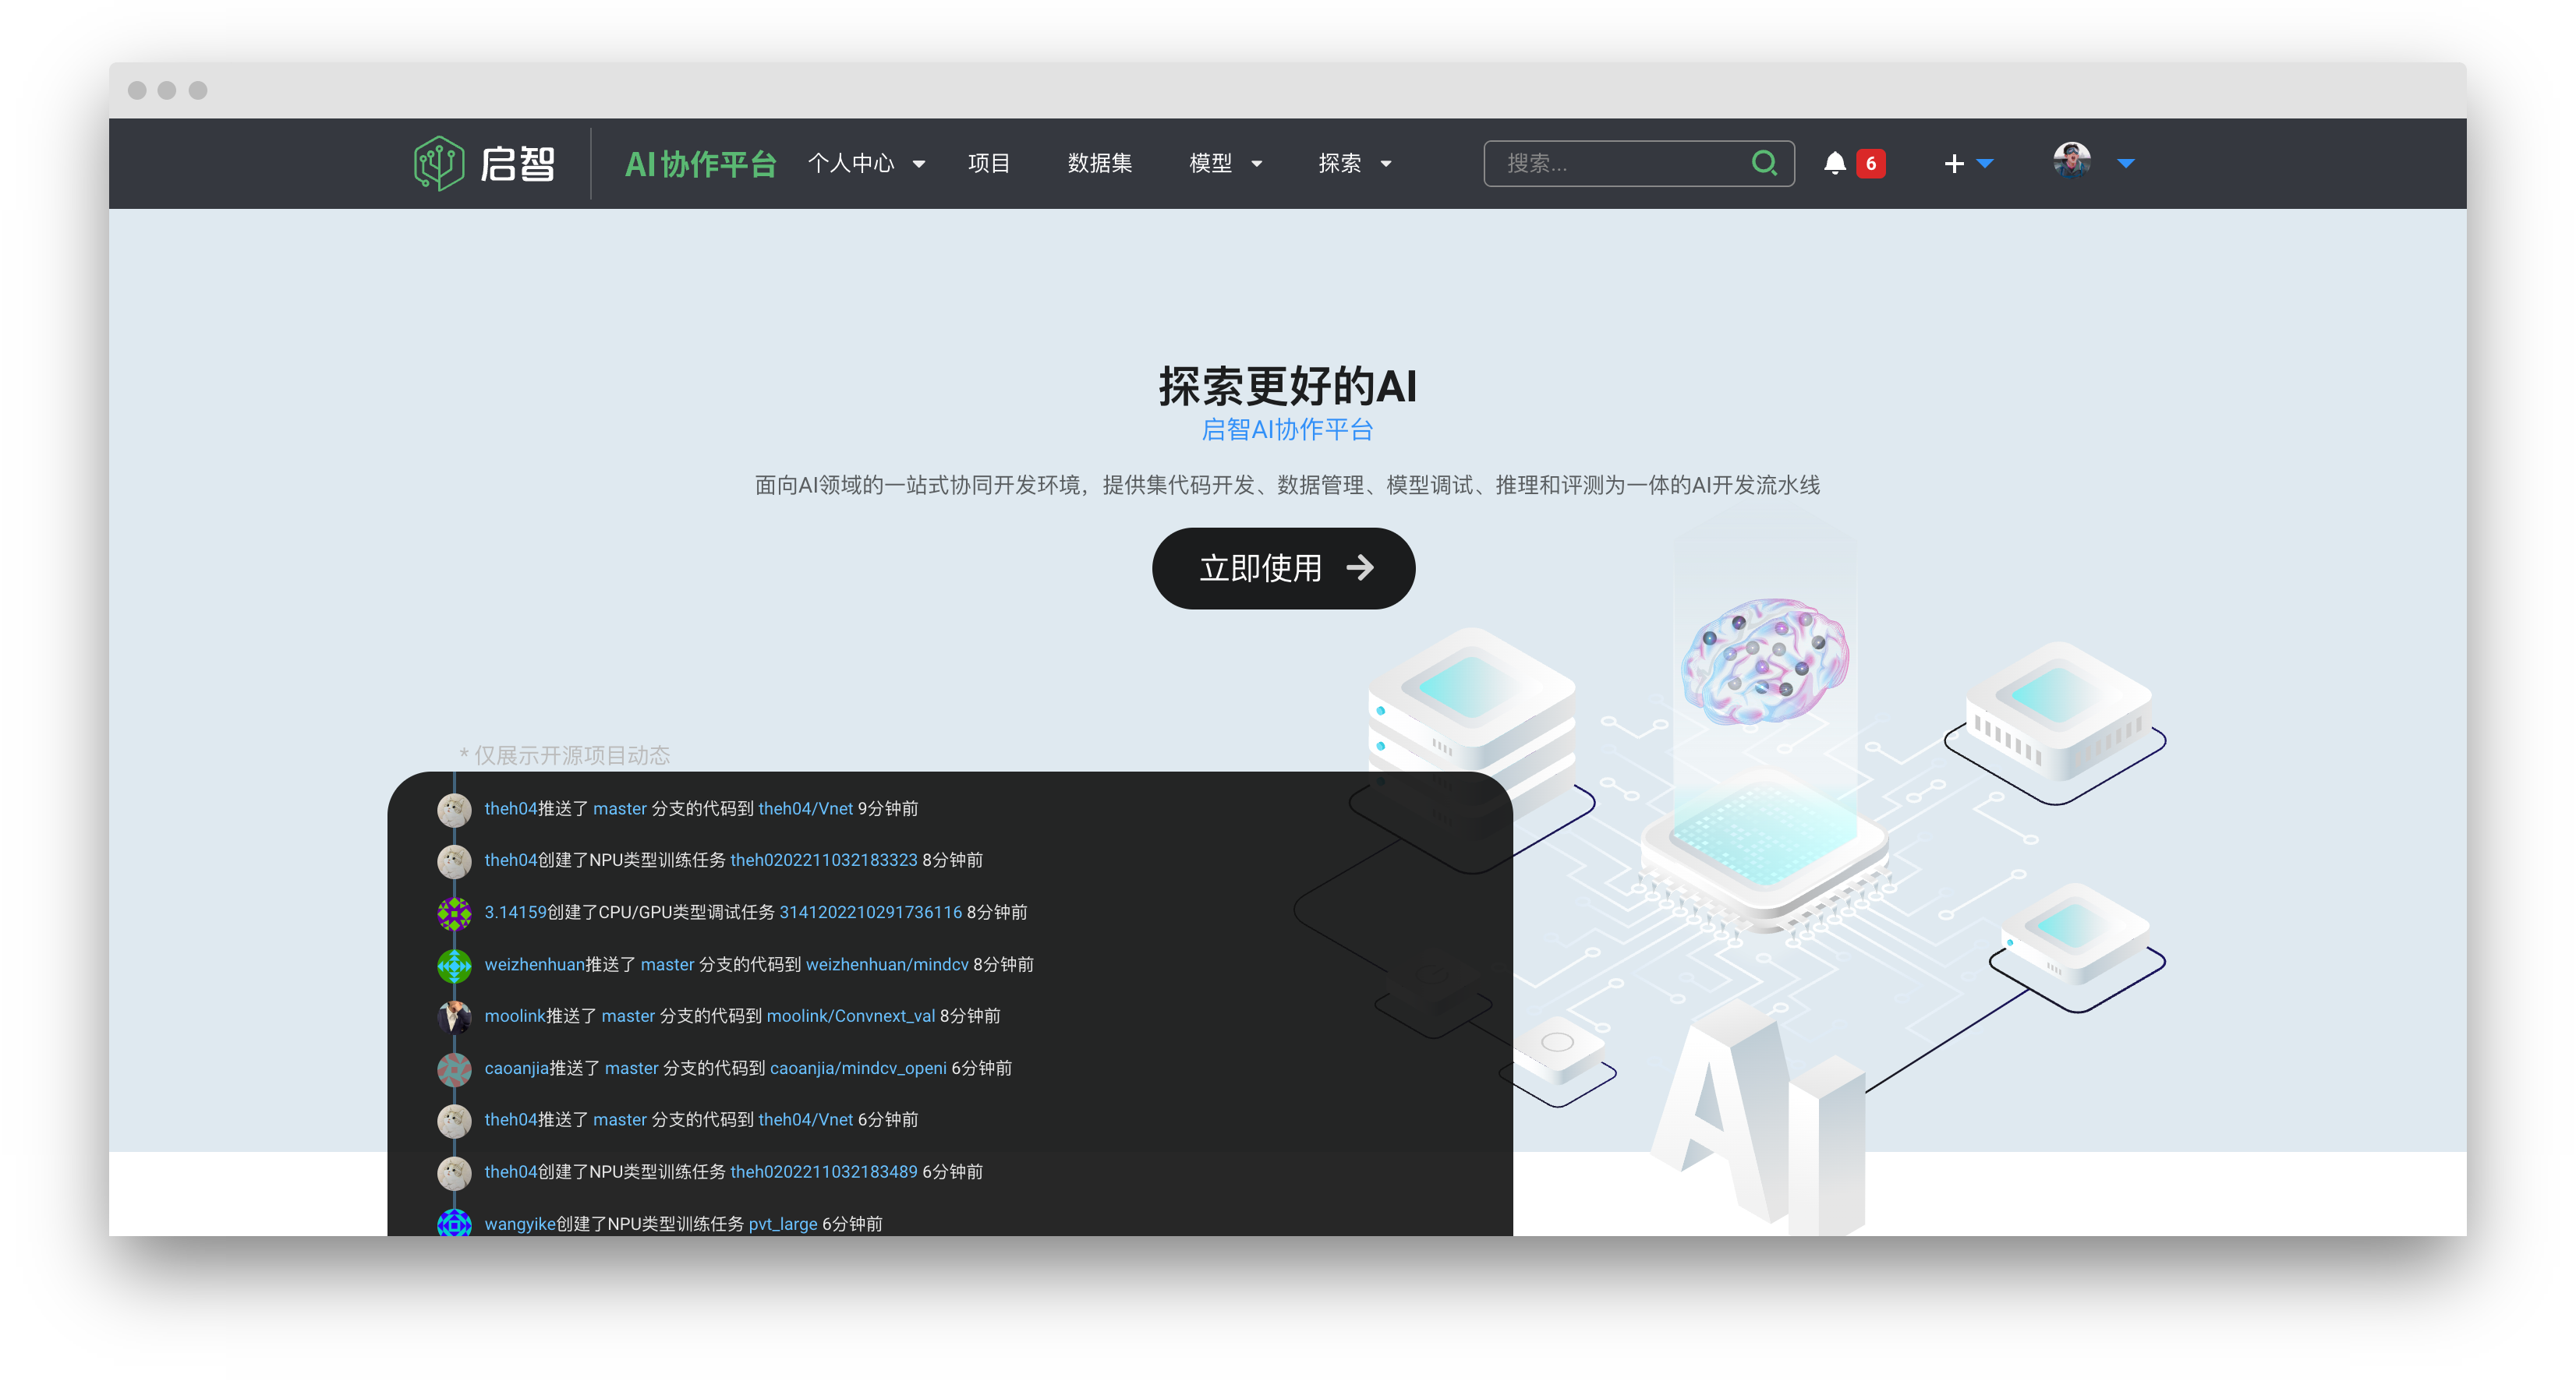 启智 AI 协作平台 个人中心 项目 数据集 模型 探索 搜索... 6
探索更好的AI
启智AI协作平台
面向AI领域的一站式协同开发环境，提供集代码开发、数据管理、模型调试、推理和评测为一体的AI开发流水线
立即使用
* 仅展示开源项目动态
theh04推送了 master 分支的代码到 theh04/Vnet 9分钟前
theh04创建了NPU类型训练任务 theh0202211032183323 8分钟前
3.14159创建了CPU/GPU类型调试任务 3141202210291736116 8分钟前
weizhenhuan推送了 master 分支的代码到 weizhenhuan/mindcv 8分钟前
moolink推送了 master 分支的代码到 moolink/Convnext_val 8分钟前
caoanjia推送了 master 分支的代码到 caoanjia/mindcv_openi 6分钟前
theh04推送了 master 分支的代码到 theh04/Vnet 6分钟前
theh04创建了NPU类型训练任务 theh0202211032183489 6分钟前
wangyike创建了NPU类型训练任务 pvt_large 6分钟前
AI